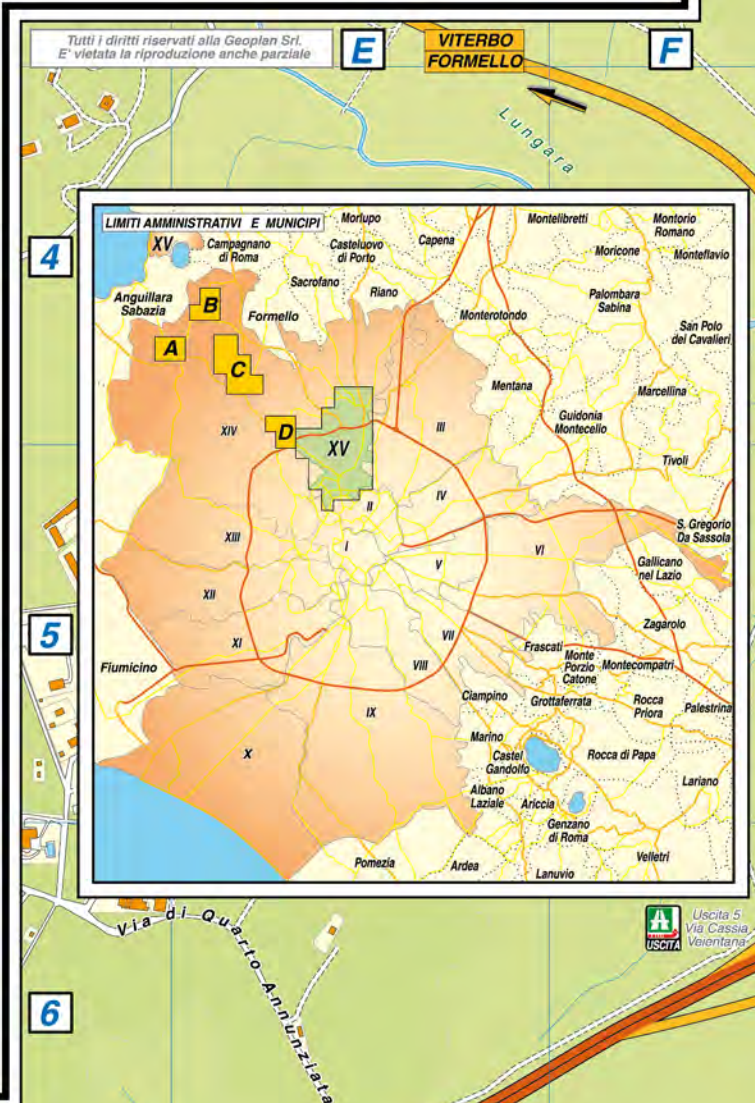 Tutti i diritti riservati alla Geoplan Srl.
E' vietata la riproduzione anche parziale
E
VITERBO
FORMELLO
F
Lungara
4
LIMITI AMMINISTRATIVI E MUNICIPI
XV
Campagnano
di Roma
Morlupo
Casteluovo
di Porto
Capena
Montelibretti
Montorio
Romano
Moricone
Monteflavio
Sacrofano
Riano
Anguillara
Sabazia
B
Formello
Monterotondo
Palombara
Sabina
San Polo
dei Cavalieri
A
C
Mentana
Marcellina
Guidonia
Montecelio
XIV
D
XV
III
Tivoli
II
IV
XIII
I
V
VI
S. Gregorio
Da Sassola
Gallicano
nel Lazio
XII
Zagarolo
5
XI
VII
VIII
Frascati
Monte
Porzio
Catone
Montecompatri
Fiumicino
Ciampino
Grottaferrata
Rocca
Priora
Palestrina
IX
X
Marino
Castel
Gandolfo
Rocca di Papa
Lariano
Albano
Laziale
Ariccia
Genzano
di Roma
Velletri
Pomezia
Ardea
Lanuvio
Via di Quarto Annunziata
USCITA
Uscita 5
Via Cassia
Veientana
6